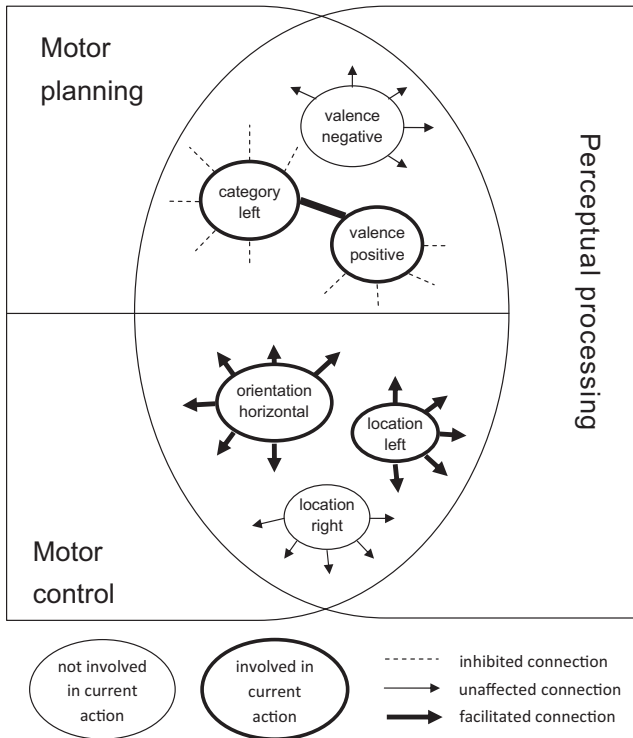 Motor
planning
valence
negative
category
left
valence
positive
Perceptual processing
orientation
horizontal
location
left
location
right
Motor
control
not involved
in current
action
involved in
current
action
inhibited connection
unaffected connection
facilitated connection